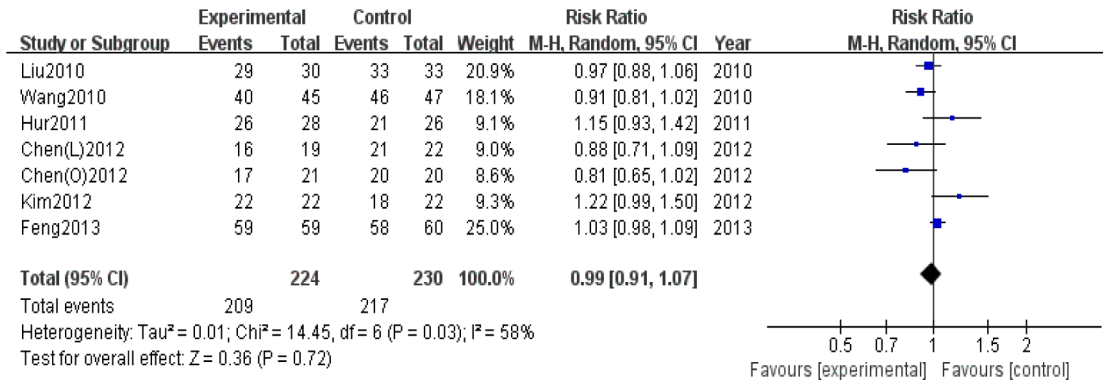 Experimental Control Risk Ratio Risk Ratio
Study or Subgroup Events Total Events Total Weight M-H, Random, 95% CI Year M-H, Random, 95% CI
Liu2010 29 30 33 33 20.9% 0.97 [0.88, 1.06] 2010
Wang2010 40 45 46 47 18.1% 0.91 [0.81, 1.02] 2010
Hur2011 26 28 21 26 9.1% 1.15 [0.93, 1.42] 2011
Chen(L)2012 16 19 21 22 9.0% 0.88 [0.71, 1.09] 2012
Chen(O)2012 17 21 20 20 8.6% 0.81 [0.65, 1.02] 2012
Kim2012 22 22 18 22 9.3% 1.22 [0.99, 1.50] 2012
Feng2013 59 59 58 60 25.0% 1.03 [0.98, 1.09] 2013
Total (95% CI) 224 230 100.0% 0.99 [0.91, 1.07]
Total events 209 217
Heterogeneity: Tau² = 0.01; Chi² = 14.45, df = 6 (P = 0.03); I² = 58%
Test for overall effect: Z = 0.36 (P = 0.72)
0.5 0.7 1 1.5 2
Favours [experimental] Favours [control]